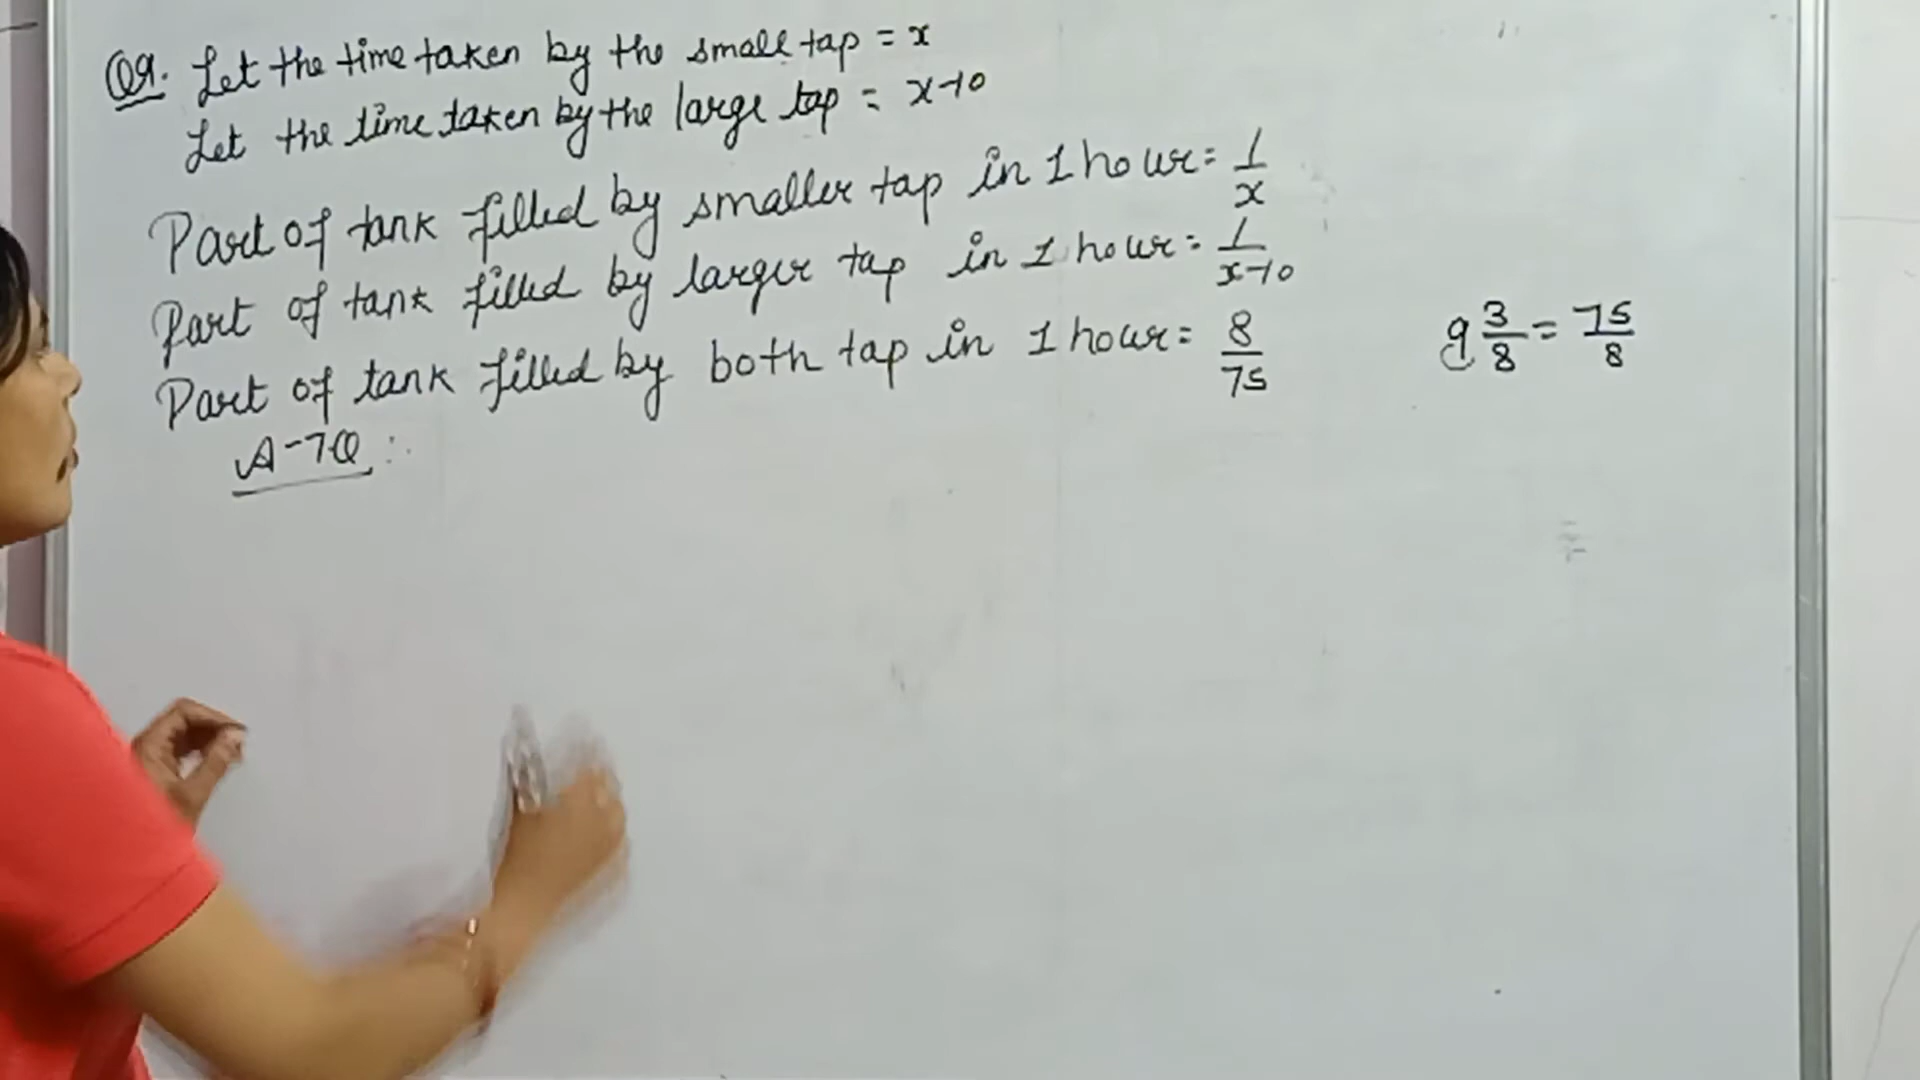 Q9. Let the time taken by the small tap = x
Let the time taken by the large tap = x-10
Part of tank filled by smaller tap in 1 hour = 1/x
Part of tank filled by larger tap in 1 hour = 1/x-10
Part of tank filled by both tap in 1 hour = 8/75
9 3/8 = 75/8
A-TQ :